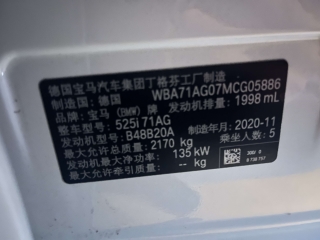 德国宝马汽车集团丁格芬工厂制造
制造国: 德国 WBA71AG07MCG05886
品牌: 宝马 (BMW) 牌 发动机排量: 1998 mL
整车型号: 525i 71AG
发动机型号: B48B20A 制造年月: 2020-11
最大允许总质量: 2170 kg 乘坐人数: 5
发动机最大净功率: 135 kW
最大允许牵引质量: - kg